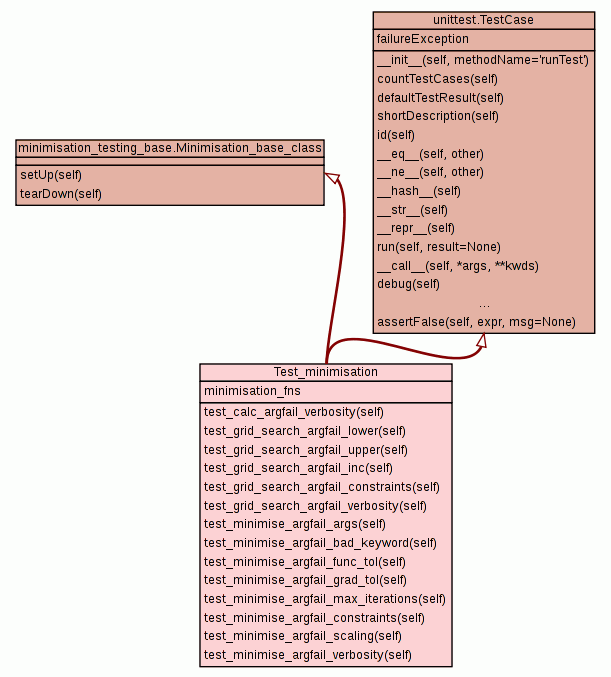 unittest.TestCase
failureException
__init__(self, methodName='runTest')
countTestCases(self)
defaultTestResult(self)
shortDescription(self)
id(self)
__eq__(self, other)
__ne__(self, other)
__hash__(self)
__str__(self)
__repr__(self)
run(self, result=None)
__call__(self, *args, **kwds)
debug(self)
...
assertFalse(self, expr, msg=None)
minimisation_testing_base.Minimisation_base_class
setUp(self)
tearDown(self)
Test_minimisation
minimisation_fns
test_calc_argfail_verbosity(self)
test_grid_search_argfail_lower(self)
test_grid_search_argfail_upper(self)
test_grid_search_argfail_inc(self)
test_grid_search_argfail_constraints(self)
test_grid_search_argfail_verbosity(self)
test_minimise_argfail_args(self)
test_minimise_argfail_bad_keyword(self)
test_minimise_argfail_func_tol(self)
test_minimise_argfail_grad_tol(self)
test_minimise_argfail_max_iterations(self)
test_minimise_argfail_constraints(self)
test_minimise_argfail_scaling(self)
test_minimise_argfail_verbosity(self)